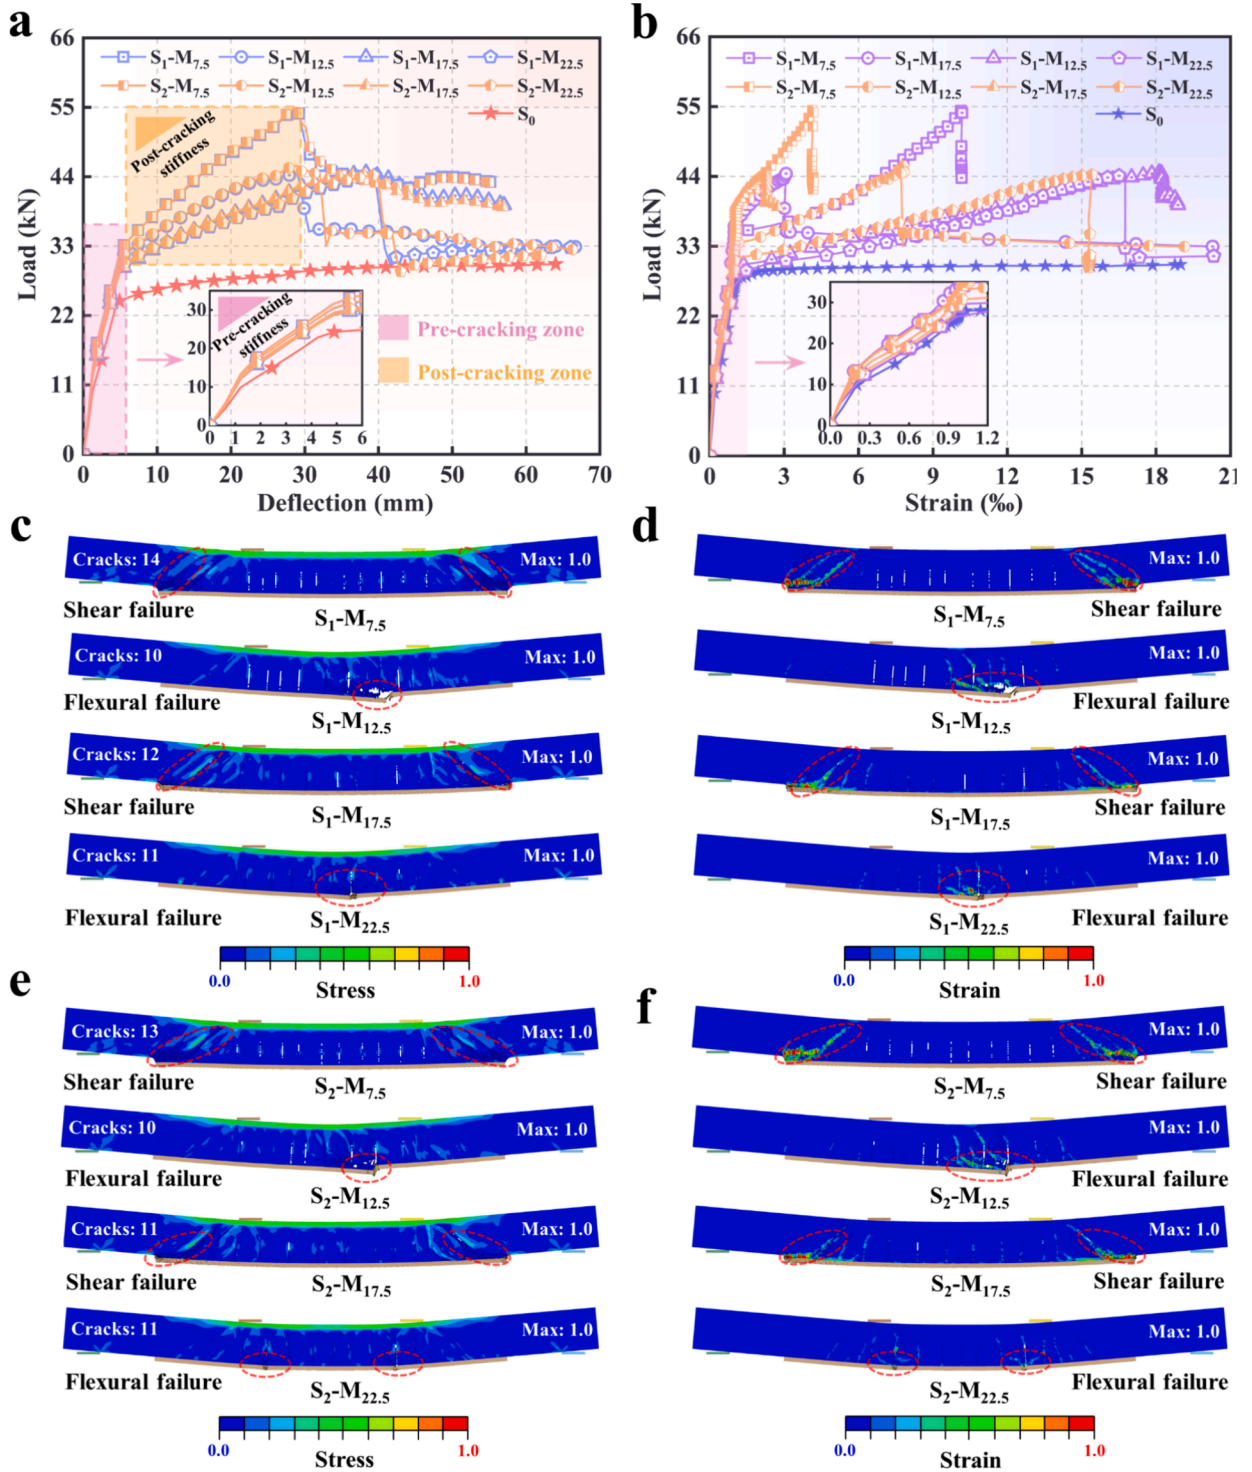 a
66
55
44
33
22
11
0
Load (kN)
S1-M7.5 S1-M12.5 S1-M17.5 S1-M22.5
S2-M7.5 S2-M12.5 S2-M17.5 S2-M22.5
S0
Post-cracking
stiffness
30
20
10
0
Pre-cracking
stiffness
0 1 2 3 4 5 6
Pre-cracking zone
Post-cracking zone
0 10 20 30 40 50 60 70
Deflection (mm)
b
66
55
44
33
22
11
0
Load (kN)
S1-M7.5 S1-M17.5 S1-M12.5 S1-M22.5
S2-M7.5 S2-M12.5 S2-M17.5 S2-M22.5
S0
30
20
10
0
0.0 0.3 0.6 0.9 1.2
0 3 6 9 12 15 18 21
Strain (‰)
c
Cracks: 14 Max: 1.0
Shear failure S1-M7.5
Cracks: 10 Max: 1.0
Flexural failure S1-M12.5
Cracks: 12 Max: 1.0
Shear failure S1-M17.5
Cracks: 11 Max: 1.0
Flexural failure S1-M22.5
0.0 Stress 1.0
d
Max: 1.0
S1-M7.5 Shear failure
Max: 1.0
S1-M12.5 Flexural failure
Max: 1.0
S1-M17.5 Shear failure
Max: 1.0
S1-M22.5 Flexural failure
0.0 Strain 1.0
e
Cracks: 13 Max: 1.0
Shear failure S2-M7.5
Cracks: 10 Max: 1.0
Flexural failure S2-M12.5
Cracks: 11 Max: 1.0
Shear failure S2-M17.5
Cracks: 11 Max: 1.0
Flexural failure S2-M22.5
0.0 Stress 1.0
f
Max: 1.0
S2-M7.5 Shear failure
Max: 1.0
S2-M12.5 Flexural failure
Max: 1.0
S2-M17.5 Shear failure
Max: 1.0
S2-M22.5 Flexural failure
0.0 Strain 1.0